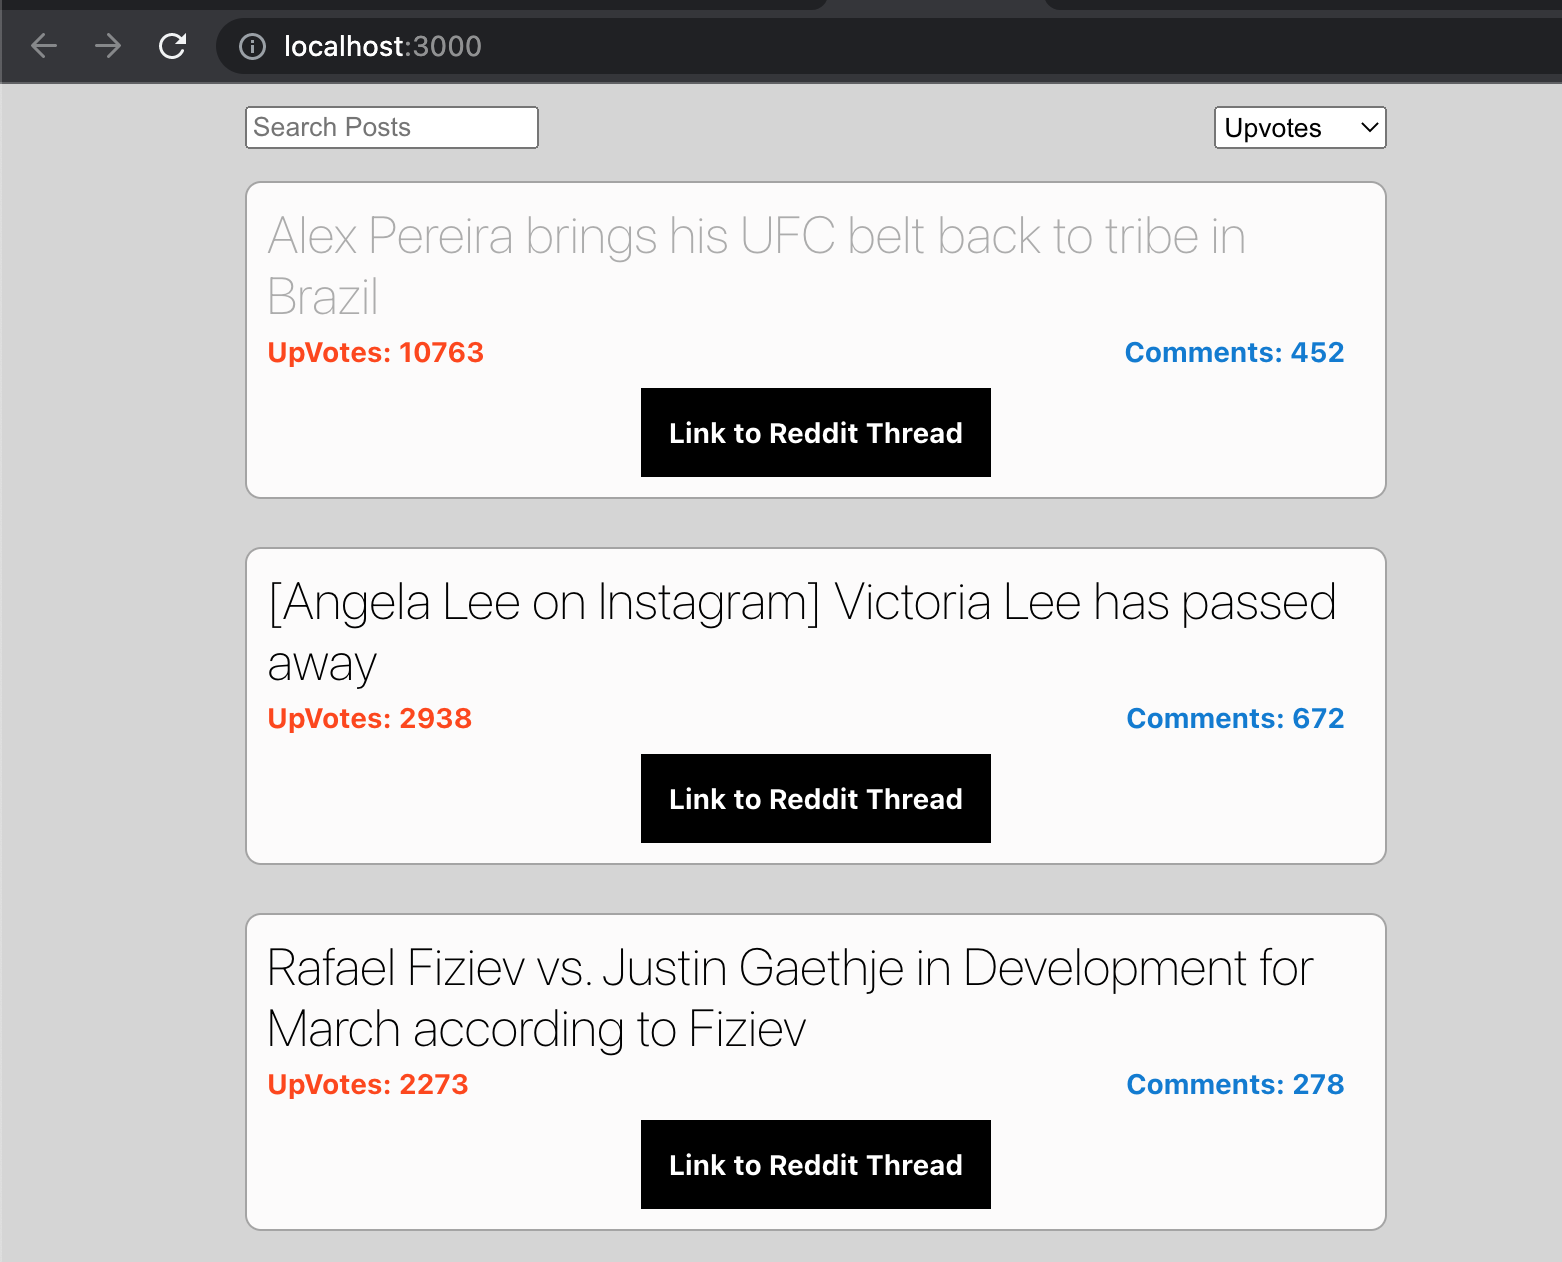 localhost:3000
Search Posts
Upvotes
Alex Pereira brings his UFC belt back to tribe in
Brazil
UpVotes: 10763
Comments: 452
Link to Reddit Thread
[Angela Lee on Instagram] Victoria Lee has passed
away
UpVotes: 2938
Comments: 672
Link to Reddit Thread
Rafael Fiziev vs. Justin Gaethje in Development for
March according to Fiziev
UpVotes: 2273
Comments: 278
Link to Reddit Thread